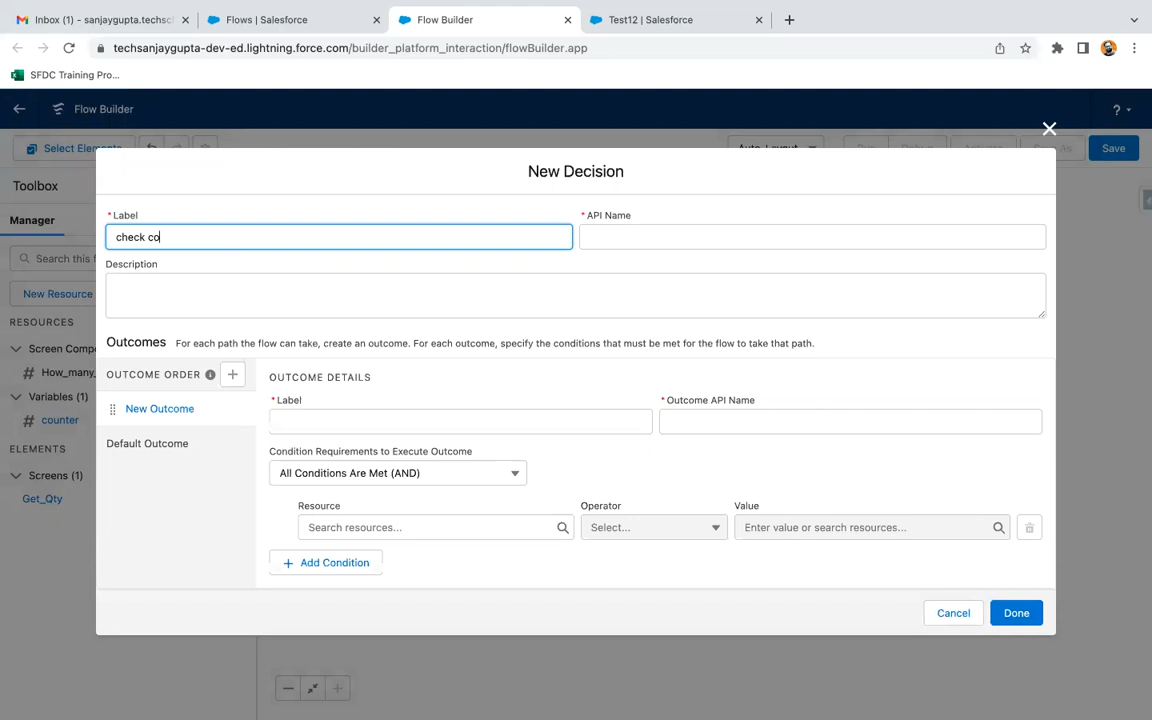 Inbox (1) - sanjaygupta.techsc
Flows | Salesforce
Flow Builder
Test12 | Salesforce
techsanjaygupta-dev-ed.lightning.force.com/builder_platform_interaction/flowBuilder.app
SFDC Training Pro...
Flow Builder
?
Select Elements
Auto-Layout
Save As
Save
New Decision
Toolbox
Manager
Search this f
New Resource
RESOURCES
Screen Compo
# How_many_
Variables (1)
# counter
ELEMENTS
Screens (1)
Get_Qty
* Label
check co
* API Name
Description
Outcomes For each path the flow can take, create an outcome. For each outcome, specify the conditions that must be met for the flow to take that path.
OUTCOME ORDER
New Outcome
Default Outcome
OUTCOME DETAILS
* Label
* Outcome API Name
Condition Requirements to Execute Outcome
All Conditions Are Met (AND)
Resource
Operator
Value
Search resources...
Select...
Enter value or search resources...
+ Add Condition
Cancel
Done